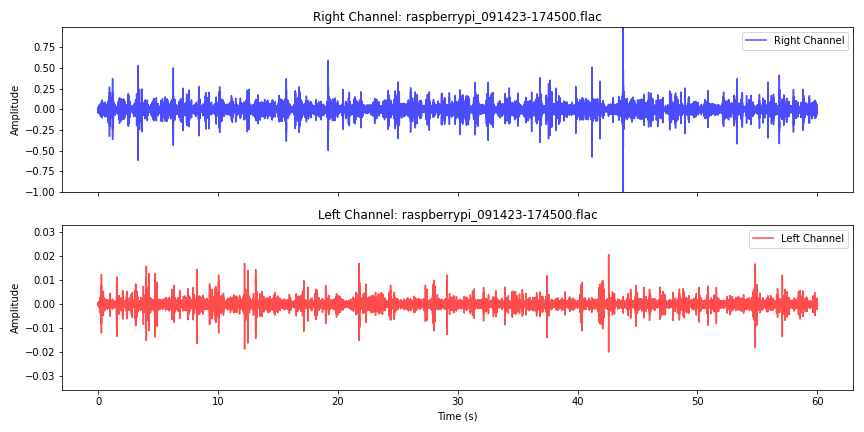 Right Channel: raspberrypi_091423-174500.flac
Right Channel
Amplitude
0.75
0.50
0.25
0.00
−0.25
−0.50
−0.75
−1.00
Left Channel: raspberrypi_091423-174500.flac
Left Channel
Amplitude
0.03
0.02
0.01
0.00
−0.01
−0.02
−0.03
0 10 20 30 40 50 60
Time (s)